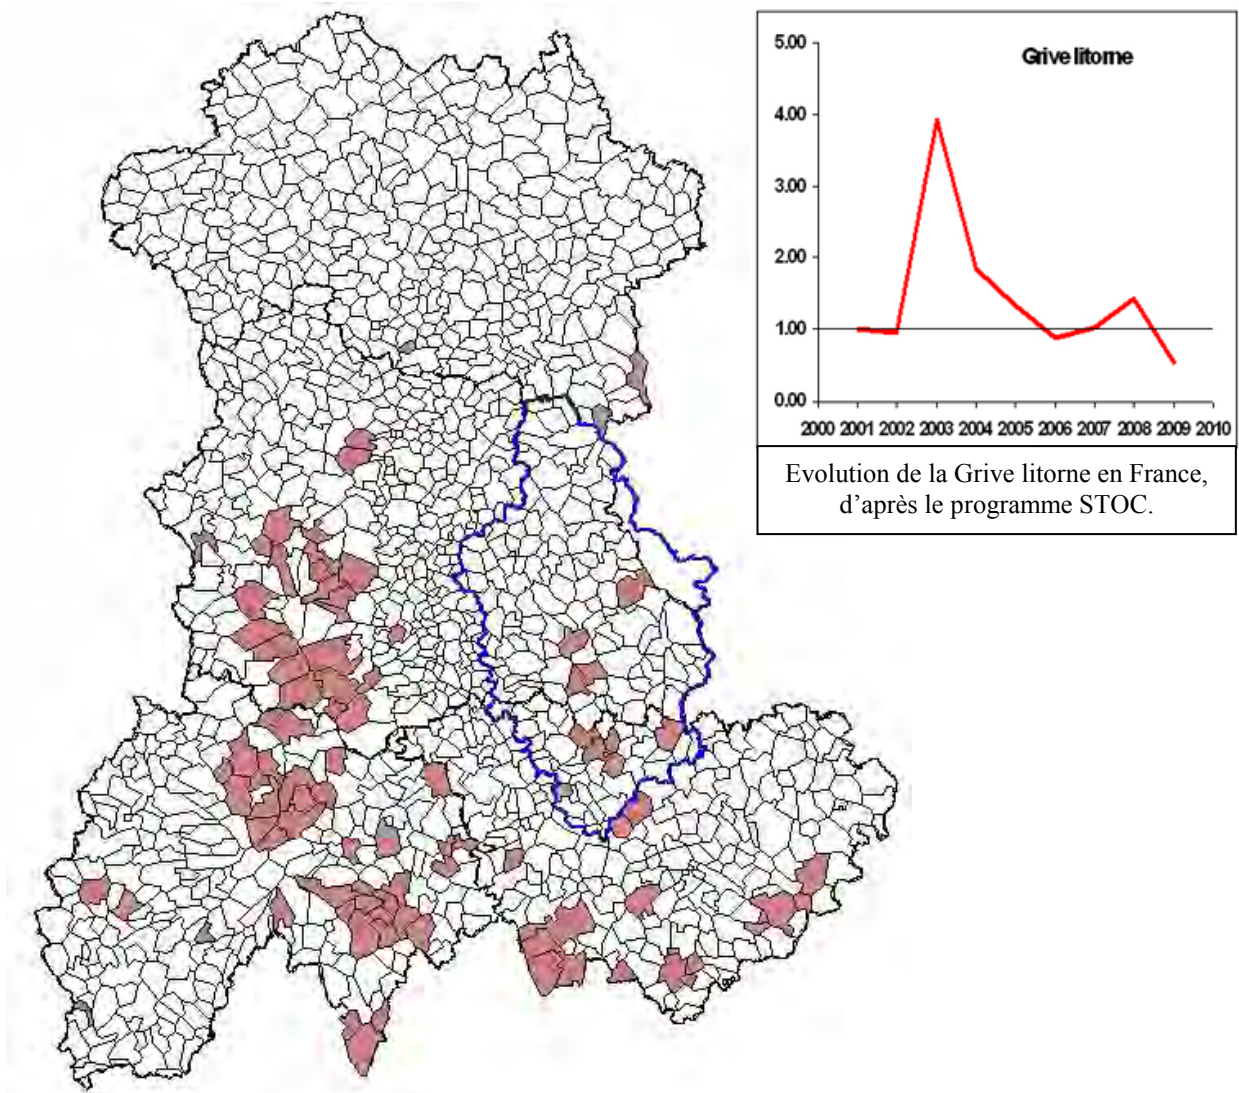 Grive litorne
5.00
4.00
3.00
2.00
1.00
0.00
2000 2001 2002 2003 2004 2005 2006 2007 2008 2009 2010
Evolution de la Grive litorne en France,
d'après le programme STOC.